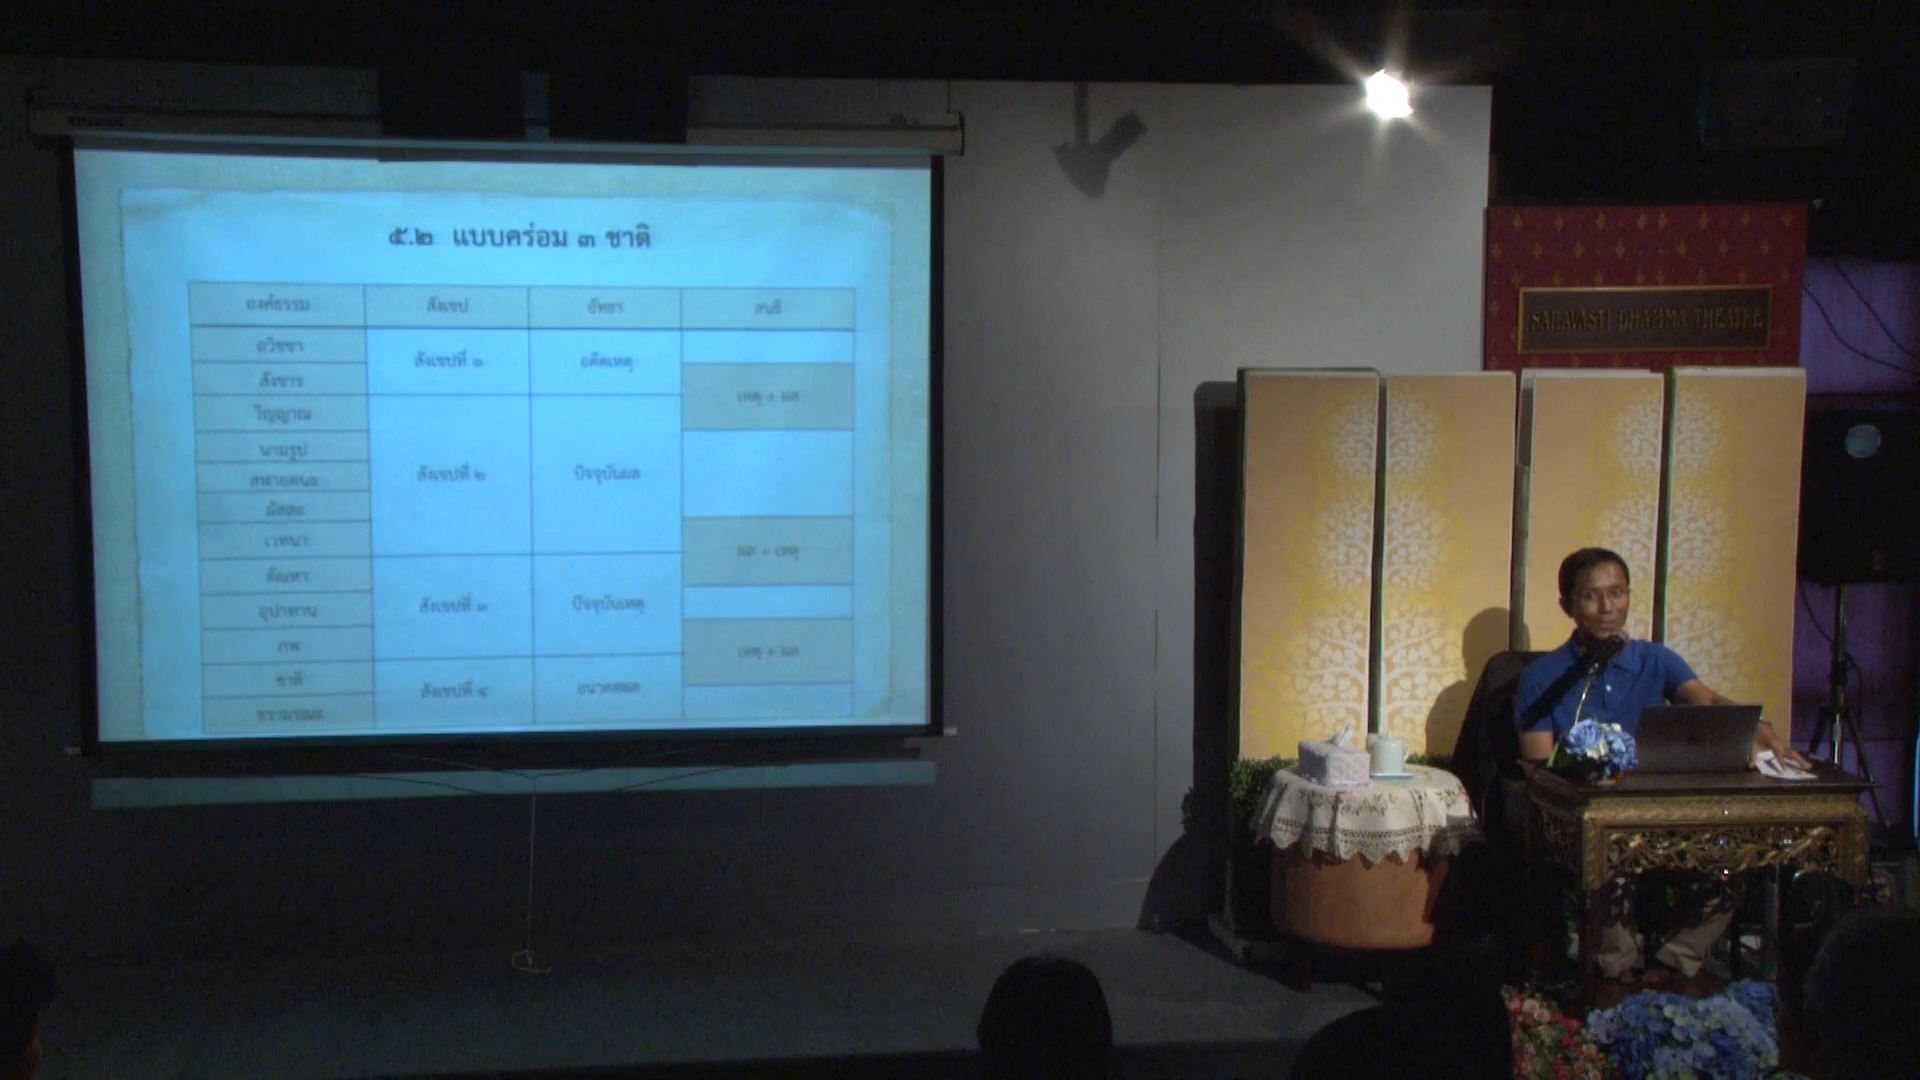 ๕.๒ แบบคร่อม ๓ ชาติ
องค์ธรรม สังเขป อัทธา สนธิ
อวิชชา สังเขปที่ ๑ อดีตเหตุ
สังขาร เหตุ + ผล
วิญญาณ
นามรูป สังเขปที่ ๒ ปัจจุบันผล
สฬายตนะ
ผัสสะ
เวทนา ผล + เหตุ
ตัณหา
อุปาทาน สังเขปที่ ๓ ปัจจุบันเหตุ
ภพ เหตุ + ผล
ชาติ สังเขปที่ ๔ อนาคตผล
ชรามรณะ
SARAVASTI DHAMMA THEATRE